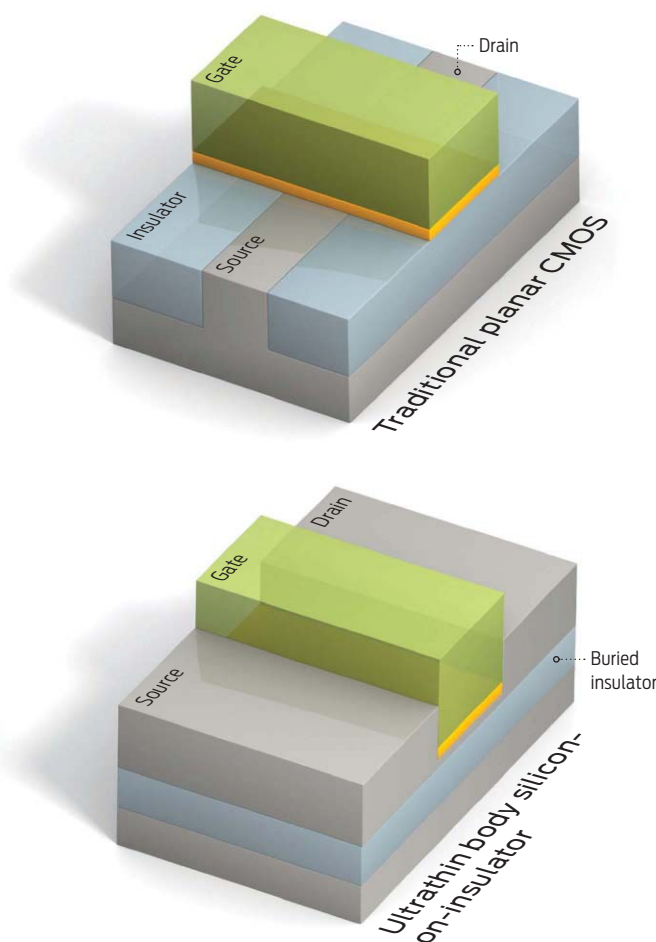 Drain
Gate
Insulator
Source
Traditional planar CMOS
Drain
Gate
Source
Buried
insulator
Ultrathin body silicon-
on-insulator